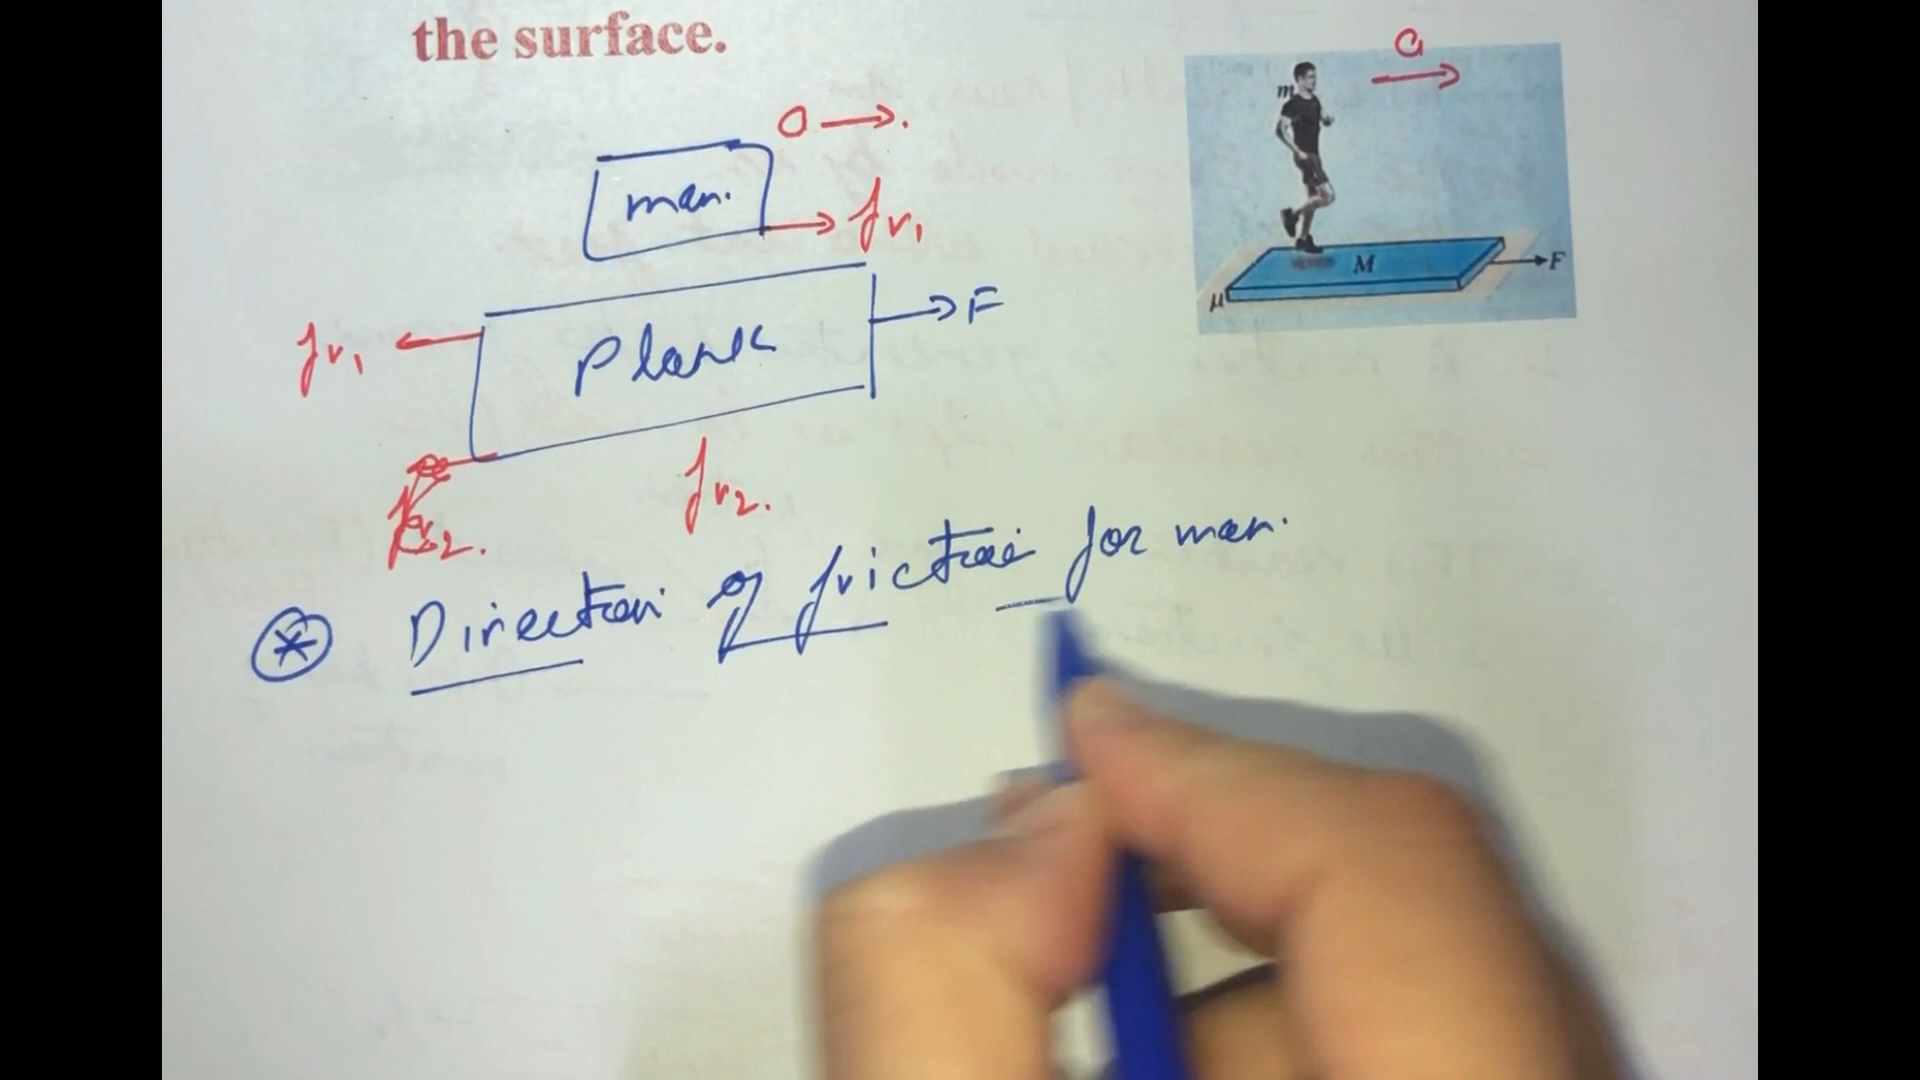 the surface.
a
m
M
F
μ
a
man.
fr₁
fr₁
Plank
F
fr₂.
fr₂.
* Direction of friction for man.